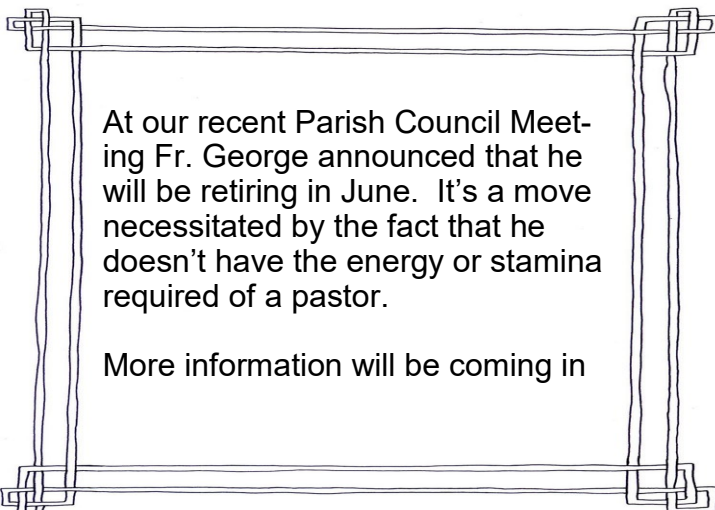 At our recent Parish Council Meet-
ing Fr. George announced that he
will be retiring in June.  It’s a move
necessitated by the fact that he
doesn’t have the energy or stamina
required of a pastor.

More information will be coming in